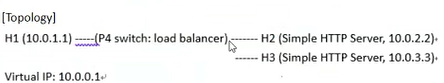 [Topology]
H1 (10.0.1.1) -----(P4 switch: load balancer)------- H2 (Simple HTTP Server, 10.0.2.2)
------ H3 (Simple HTTP Server, 10.0.3.3)
Virtual IP: 10.0.0.1